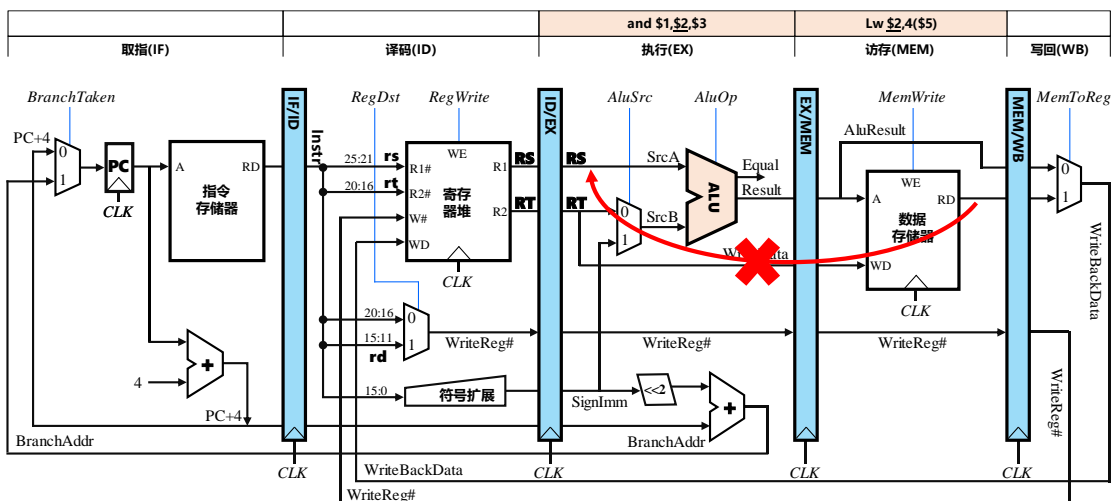 and $1,$2,$3
Lw $2,4($5)
取指(IF)
译码(ID)
执行(EX)
访存(MEM)
写回(WB)
BranchTaken
RegDst
RegWrite
AluSrc
AluOp
MemWrite
MemToReg
IF/ID
ID/EX
EX/MEM
MEM/WB
PC+4
0
1
PC
CLK
A
RD
指令
存储器
Instr
25:21
rs
20:16
rt
R1#
R2#
W#
WD
WE
寄存
器堆
R1
R2
CLK
RS
RT
RS
RT
SrcA
0
1
SrcB
ALU
Equal
Result
WriteData
AluResult
WE
A
RD
数据
存储器
WD
CLK
0
1
WriteBackData
20:16
15:11
rd
0
1
WriteReg#
WriteReg#
WriteReg#
WriteReg#
4
+
PC+4
15:0
符号扩展
SignImm
<<2
+
BranchAddr
BranchAddr
CLK
CLK
CLK
CLK
WriteBackData
WriteReg#